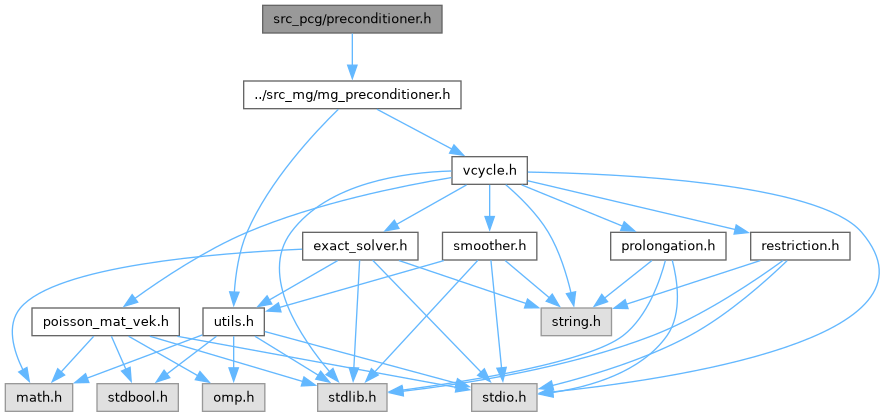 src_pcg/preconditioner.h
../src_mg/mg_preconditioner.h
vcycle.h
exact_solver.h
smoother.h
prolongation.h
restriction.h
poisson_mat_vek.h
utils.h
string.h
math.h
stdbool.h
omp.h
stdlib.h
stdio.h